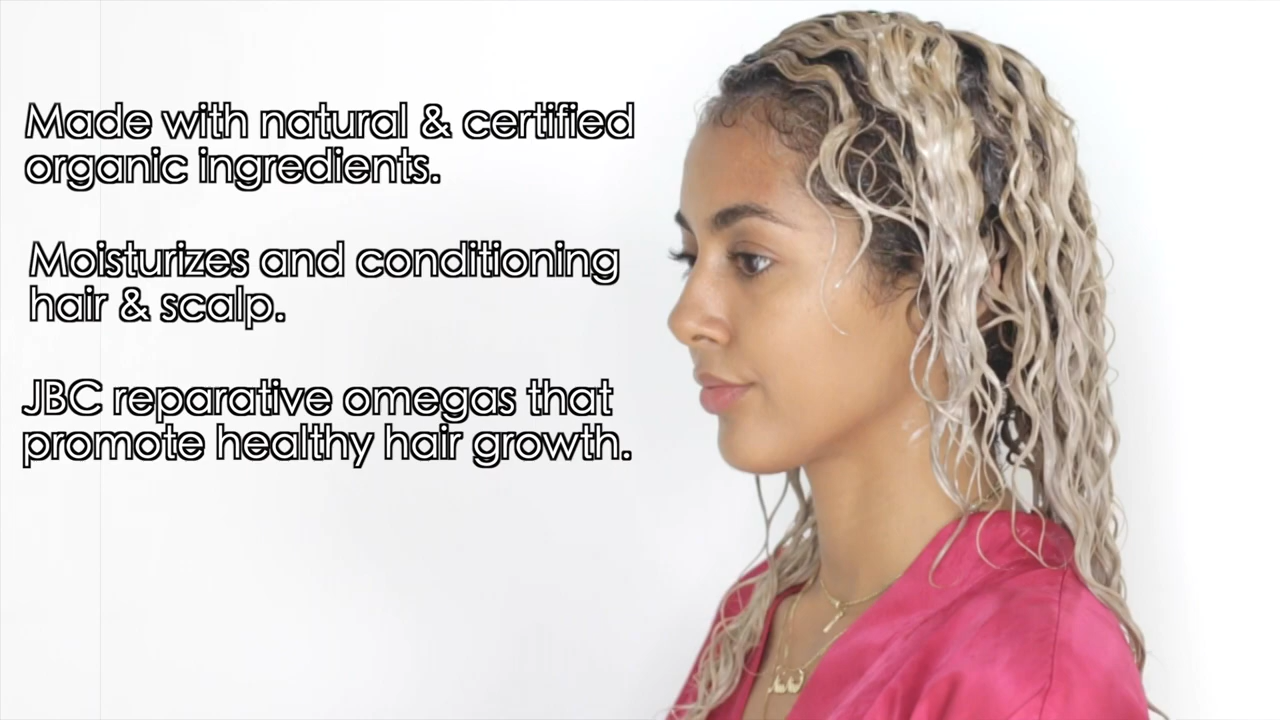 Made with natural & certified
organic ingredients.
Moisturizes and conditioning
hair & scalp.
JBC reparative omegas that
promote healthy hair growth.